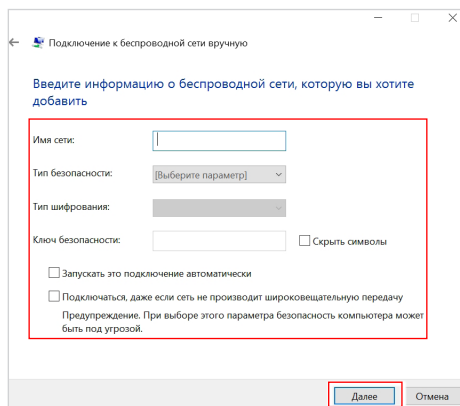 Подключение к беспроводной сети вручную
Введите информацию о беспроводной сети, которую вы хотите
добавить
Имя сети:
Тип безопасности: [Выберите параметр]
Тип шифрования:
Ключ безопасности: Скрыть символы
Запускать это подключение автоматически
Подключаться, даже если сеть не производит широковещательную передачу
Предупреждение. При выборе этого параметра безопасность компьютера может
быть под угрозой.
Далее Отмена